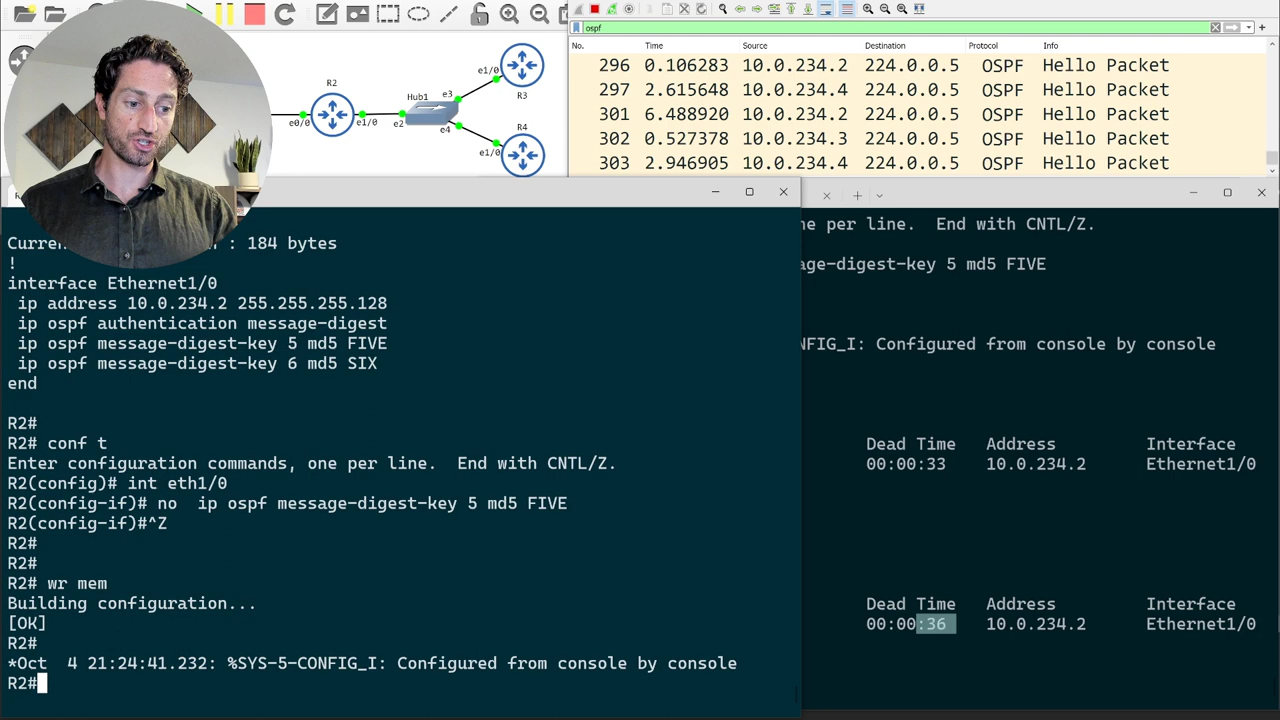 ospf
No. Time Source Destination Protocol Info
296 0.106283 10.0.234.2 224.0.0.5 OSPF Hello Packet
297 2.615648 10.0.234.4 224.0.0.5 OSPF Hello Packet
301 6.488920 10.0.234.2 224.0.0.5 OSPF Hello Packet
302 0.527378 10.0.234.3 224.0.0.5 OSPF Hello Packet
303 2.946905 10.0.234.4 224.0.0.5 OSPF Hello Packet
R2
e0/0
e1/0
e2
Hub1
e3
e4
e1/0
R3
R4
e1/0
: 184 bytes
!
interface Ethernet1/0
ip address 10.0.234.2 255.255.255.128
ip ospf authentication message-digest
ip ospf message-digest-key 5 md5 FIVE
ip ospf message-digest-key 6 md5 SIX
end
R2#
R2# conf t
Enter configuration commands, one per line. End with CNTL/Z.
R2(config)# int eth1/0
R2(config-if)# no ip ospf message-digest-key 5 md5 FIVE
R2(config-if)#^Z
R2#
R2#
R2# wr mem
Building configuration...
[OK]
R2#
*Oct 4 21:24:41.232: %SYS-5-CONFIG_I: Configured from console by console
R2#
ne per line. End with CNTL/Z.
age-digest-key 5 md5 FIVE
NFIG_I: Configured from console by console
Dead Time Address Interface
00:00:33 10.0.234.2 Ethernet1/0
Dead Time Address Interface
00:00:36 10.0.234.2 Ethernet1/0